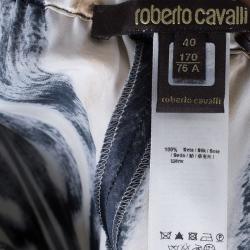 roberto cavalli
40
170
76 A
roberto cavalli
100% Seta / Silk / Soie